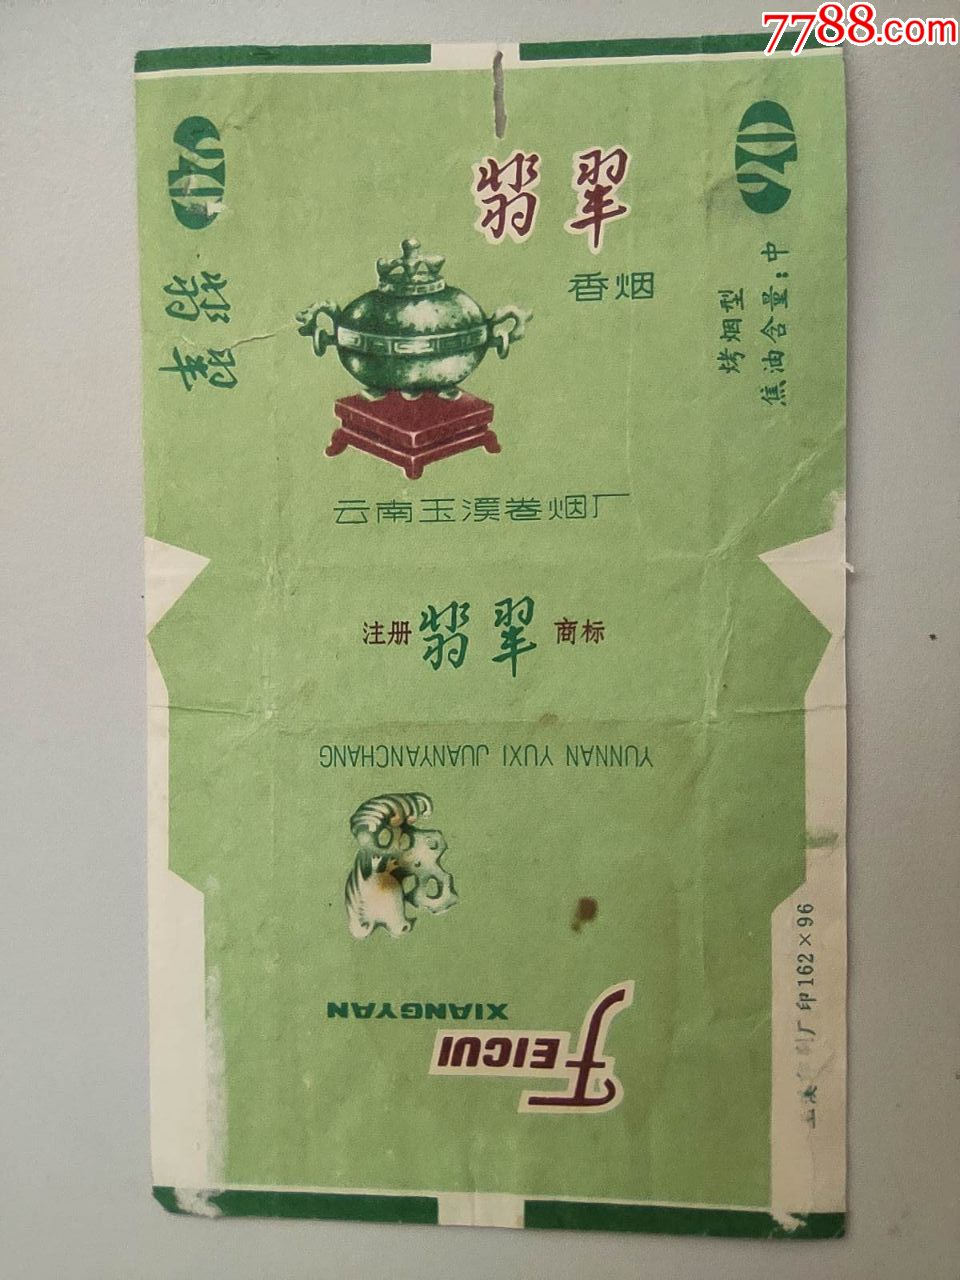 7788.com
20
20
翡翠
香烟
翡翠
烤烟型
焦油含量：中
云南玉溪卷烟厂
注册 翡翠 商标
YUNNAN YUXI JUANYANCHANG
FEICUI
XIANGYAN
厂印162×96